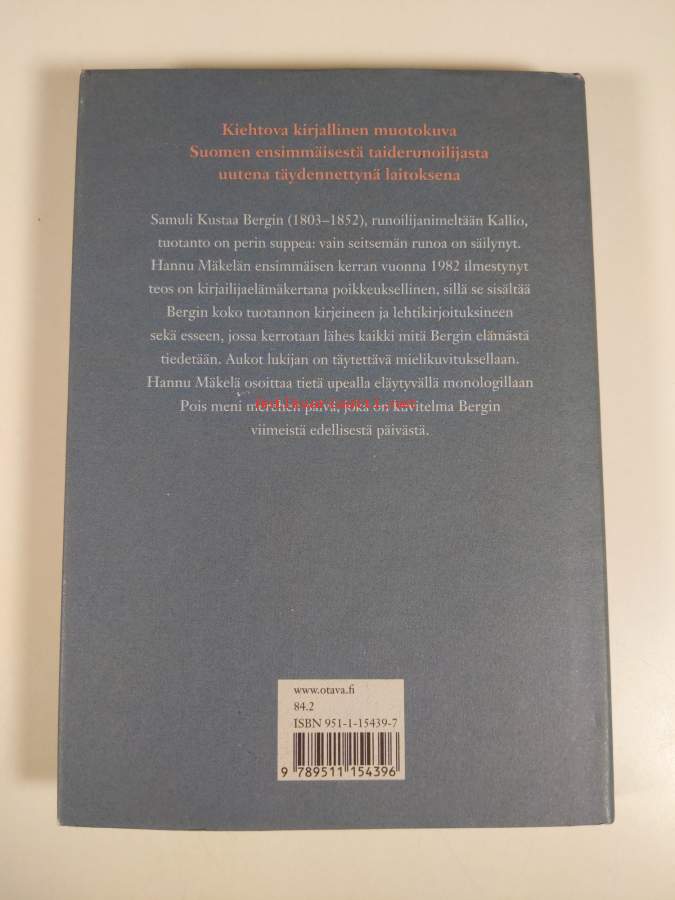 Kiehtova kirjallinen muotokuva
Suomen ensimmäisestä taiderunoilijasta
uutena täydennettynä laitoksena
Samuli Kustaa Bergin (1803–1852), runoilijanimeltään Kallio,
tuotanto on perin suppea: vain seitsemän runoa on säilynyt.
Hannu Mäkelän ensimmäisen kerran vuonna 1982 ilmestynyt
teos on kirjailijaelämäkertana poikkeuksellinen, sillä se sisältää
Bergin koko tuotannon kirjeineen ja lehtikirjoituksineen
sekä esseen, jossa kerrotaan lähes kaikki mitä Bergin elämästä
tiedetään. Aukot lukijan on täytettävä mielikuvituksellaan.
Hannu Mäkelä osoittaa tietä upealla eläytyvällä monologillaan
Pois meni merehen päivä, joka on kuvitelma Bergin
viimeistä edellisestä päivästä.
www.otava.fi
84.2
ISBN 951-1-15439-7
9 789511 154396